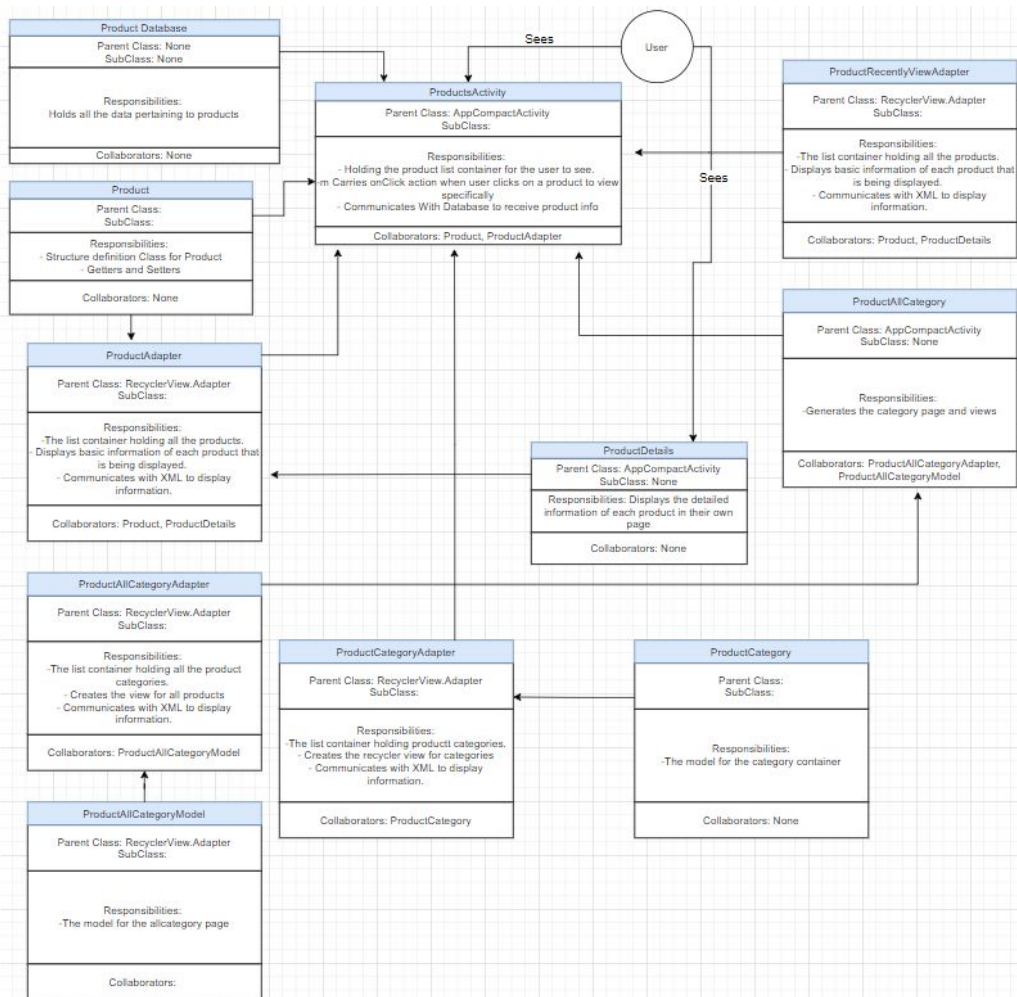 Product Database
Parent Class: None
SubClass: None
Responsibilities:
Holds all the data pertaining to products
Collaborators: None
Sees
User
Sees
ProductsActivity
Parent Class: AppCompactActivity
SubClass:
Responsibilities:
- Holding the product list container for the user to see.
-m Carries onClick action when user clicks on a product to view
specifically
- Communicates With Database to receive product info
Collaborators: Product, ProductAdapter
ProductRecentlyViewAdapter
Parent Class: RecyclerView.Adapter
SubClass:
Responsibilities:
-The list container holding all the products.
- Displays basic information of each product that
is being displayed.
- Communicates with XML to display
information.
Collaborators: Product, ProductDetails
Product
Parent Class:
SubClass:
Responsibilities:
- Structure definition Class for Product
- Getters and Setters
Collaborators: None
ProductAllCategory
Parent Class: AppCompactActivity
SubClass: None
Responsibilities:
-Generates the category page and views
Collaborators: ProductAllCategoryAdapter,
ProductAllCategoryModel
ProductAdapter
Parent Class: RecyclerView.Adapter
SubClass:
Responsibilities:
-The list container holding all the products.
- Displays basic information of each product that
is being displayed.
- Communicates with XML to display
information.
Collaborators: Product, ProductDetails
ProductDetails
Parent Class: AppCompactActivity
SubClass: None
Responsibilities: Displays the detailed
information of each product in their own
page
Collaborators: None
ProductAllCategoryAdapter
Parent Class: RecyclerView.Adapter
SubClass:
Responsibilities:
-The list container holding all the product
categories.
- Creates the view for all products
- Communicates with XML to display
information.
Collaborators: ProductAllCategoryModel
ProductCategoryAdapter
Parent Class: RecyclerView.Adapter
SubClass:
Responsibilities:
-The list container holding productt categories.
- Creates the recycler view for categories
- Communicates with XML to display
information.
Collaborators: ProductCategory
ProductCategory
Parent Class:
SubClass:
Responsibilities:
-The model for the category container
Collaborators: None
ProductAllCategoryModel
Parent Class: RecyclerView.Adapter
SubClass:
Responsibilities:
-The model for the allcategory page
Collaborators: